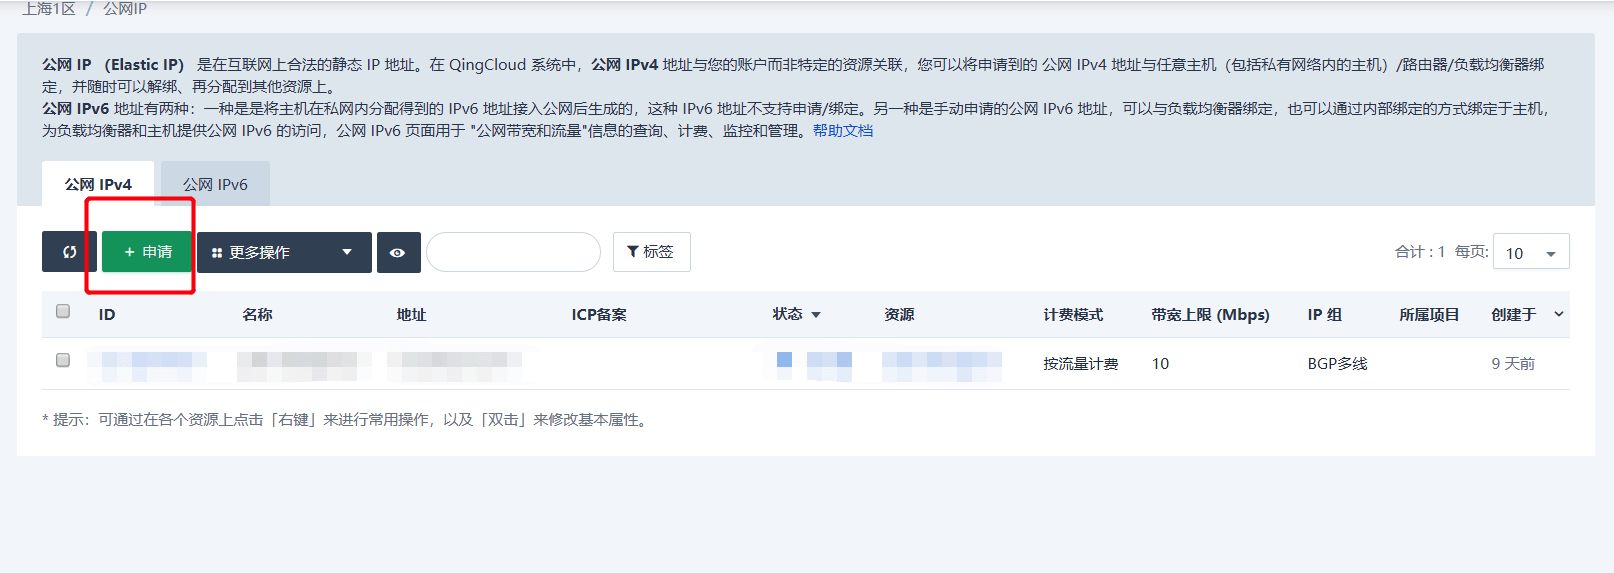 上海1区 / 公网IP
公网 IP （Elastic IP） 是在互联网上合法的静态 IP 地址。在 QingCloud 系统中，公网 IPv4 地址与您的账户而非特定的资源关联，您可以将申请到的 公网 IPv4 地址与任意主机（包括私有网络内的主机）/路由器/负载均衡器绑
定，并随时可以解绑、再分配到其他资源上。
公网 IPv6 地址有两种：一种是是将主机在私网内分配得到的 IPv6 地址接入公网后生成的，这种 IPv6 地址不支持申请/绑定。另一种是手动申请的公网 IPv6 地址，可以与负载均衡器绑定，也可以通过内部绑定的方式绑定于主机，
为负载均衡器和主机提供公网 IPv6 的访问，公网 IPv6 页面用于 "公网带宽和流量"信息的查询、计费、监控和管理。帮助文档
公网 IPv4 公网 IPv6
+ 申请 更多操作 标签 合计 : 1 每页: 10
ID 名称 地址 ICP备案 状态 资源 计费模式 带宽上限 (Mbps) IP 组 所属项目 创建于
按流量计费 10 BGP多线 9 天前
* 提示：可通过在各个资源上点击「右键」来进行常用操作，以及「双击」来修改基本属性。